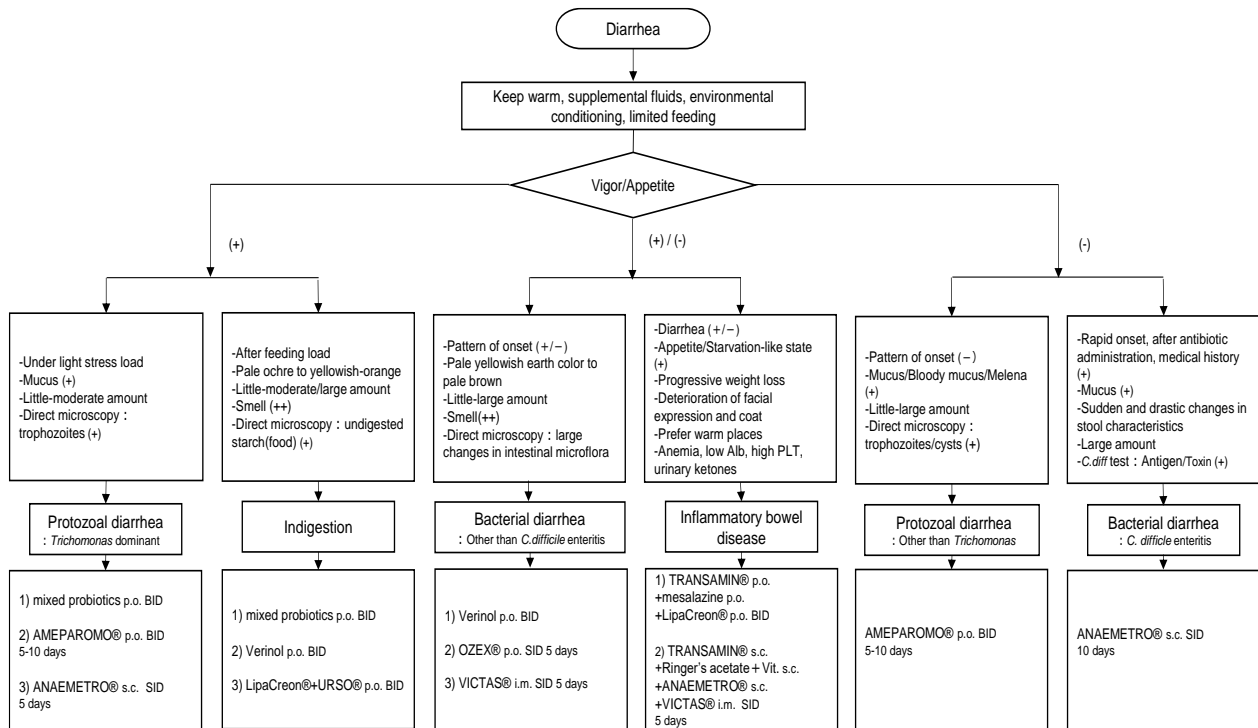 Diarrhea
Keep warm, supplemental fluids, environmental
conditioning, limited feeding
Vigor/Appetite
(+)
(+) / (-)
(-)
-Under light stress load
-Mucus (+)
-Little-moderate amount
-Direct microscopy：
trophozoites (+)
-After feeding load
-Pale ochre to yellowish-orange
-Little-moderate/large amount
-Smell (++)
-Direct microscopy：undigested
starch(food) (+)
-Pattern of onset (+/−)
-Pale yellowish earth color to
pale brown
-Little-large amount
-Smell(++)
-Direct microscopy：large
changes in intestinal microflora
-Diarrhea (+/−)
-Appetite/Starvation-like state
(+)
-Progressive weight loss
-Deterioration of facial
expression and coat
-Prefer warm places
-Anemia, low Alb, high PLT,
urinary ketones
-Pattern of onset (−)
-Mucus/Bloody mucus/Melena
(+)
-Little-large amount
-Direct microscopy：
trophozoites/cysts (+)
-Rapid onset, after antibiotic
administration, medical history
(+)
-Mucus (+)
-Sudden and drastic changes in
stool characteristics
-Large amount
-C.diff test：Antigen/Toxin (+)
Protozoal diarrhea
: Trichomonas dominant
Indigestion
Bacterial diarrhea
: Other than C.difficile enteritis
Inflammatory bowel
disease
Protozoal diarrhea
: Other than Trichomonas
Bacterial diarrhea
: C. difficle enteritis
1) mixed probiotics p.o. BID
2) AMEPAROMO® p.o. BID
5-10 days
3) ANAEMETRO® s.c. SID
5 days
1) mixed probiotics p.o. BID
2) Verinol p.o. BID
3) LipaCreon®+URSO® p.o. BID
1) Verinol p.o. BID
2) OZEX® p.o. SID 5 days
3) VICTAS® i.m. SID 5 days
1) TRANSAMIN® p.o.
+mesalazine p.o.
+LipaCreon® p.o. BID
2) TRANSAMIN® s.c.
+Ringer's acetate＋Vit. s.c.
+ANAEMETRO® s.c.
+VICTAS® i.m. SID
5 days
AMEPAROMO® p.o. BID
5-10 days
ANAEMETRO® s.c. SID
10 days